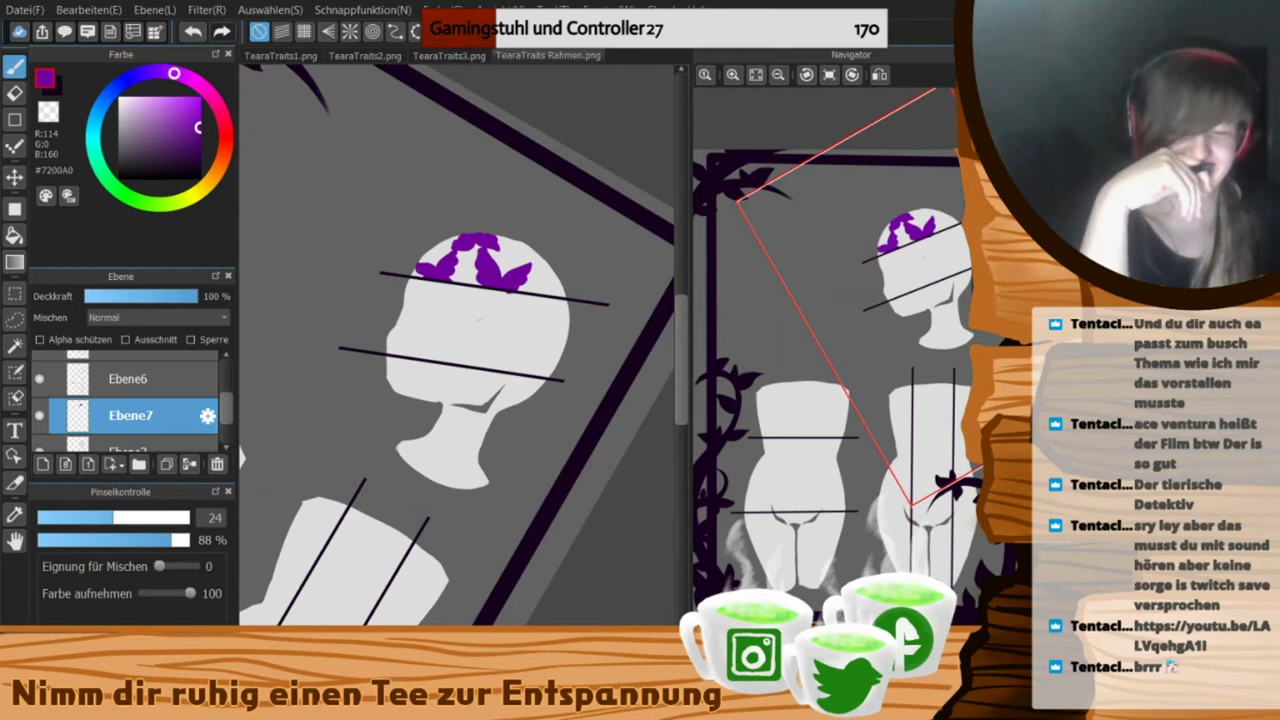 Datei(F) Bearbeiten(E) Ebene(L) Filter(R) Auswählen(S) Schnappfunktion(N)
Gamingstuhl und Controller27 170
Farbe
TearaTraits1.png TearaTraits2.png TearaTraits3.png TearaTraits Rahmen.png
Navigator
R:114
G:0
B:160
#7200A0
Ebene
Deckkraft 100 %
Mischen Normal
Alpha schützen Ausschnitt Sperre
Ebene6
Ebene7
Pinselkontrolle
24
88 %
Eignung für Mischen 0
Farbe aufnehmen 100
Tentacl... Und du dir auch ea
passt zum busch
Thema wie ich mir
das vorstellen
musste
Tentacl... ace ventura heißt
der Film btw Der is
so gut
Tentacl... Der tierische
Detektiv
Tentacl... sry ley aber das
musst du mit sound
hören aber keine
sorge is twitch save
versprochen
Tentacl... https://youtu.be/LA
LVqehgA1I
Tentacl... brrr
Nimm dir ruhig einen Tee zur Entspannung